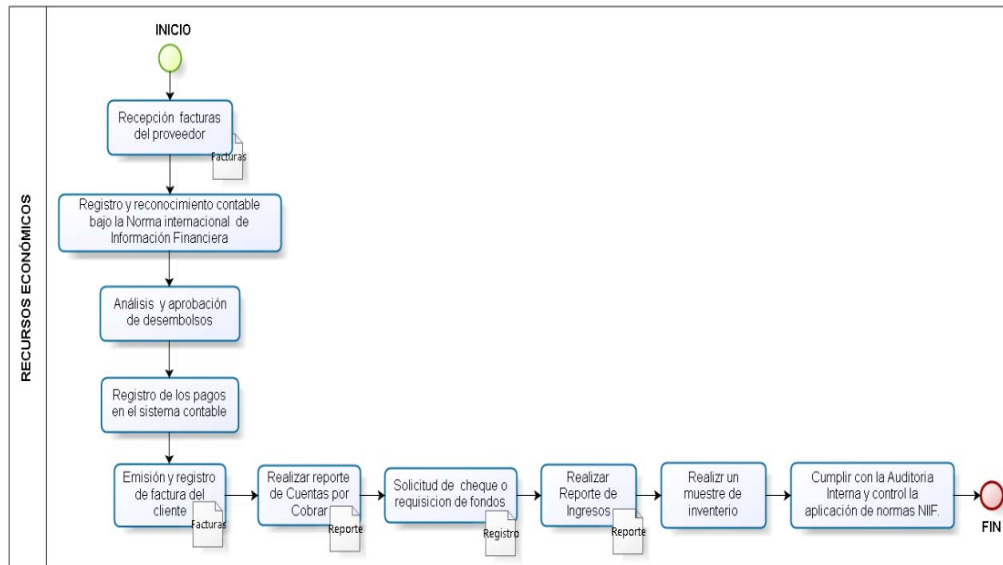 RECURSOS ECONÓMICOS
INICIO
Recepción facturas
del proveedor
Facturas
Registro y reconocimiento contable
bajo la Norma internacional de
Información Financiera
Análisis y aprobación
de desembolsos
Registro de los pagos
en el sistema contable
Emisión y registro
de factura del
cliente
Facturas
Realizar reporte
de Cuentas por
Cobrar
Reporte
Solicitud de cheque o
requisicion de fondos
Registro
Realizar
Reporte de
Ingresos
Reporte
Realizr un
muestre de
inventerio
Cumplir con la Auditoria
Interna y control la
aplicación de normas NIIF.
FIN